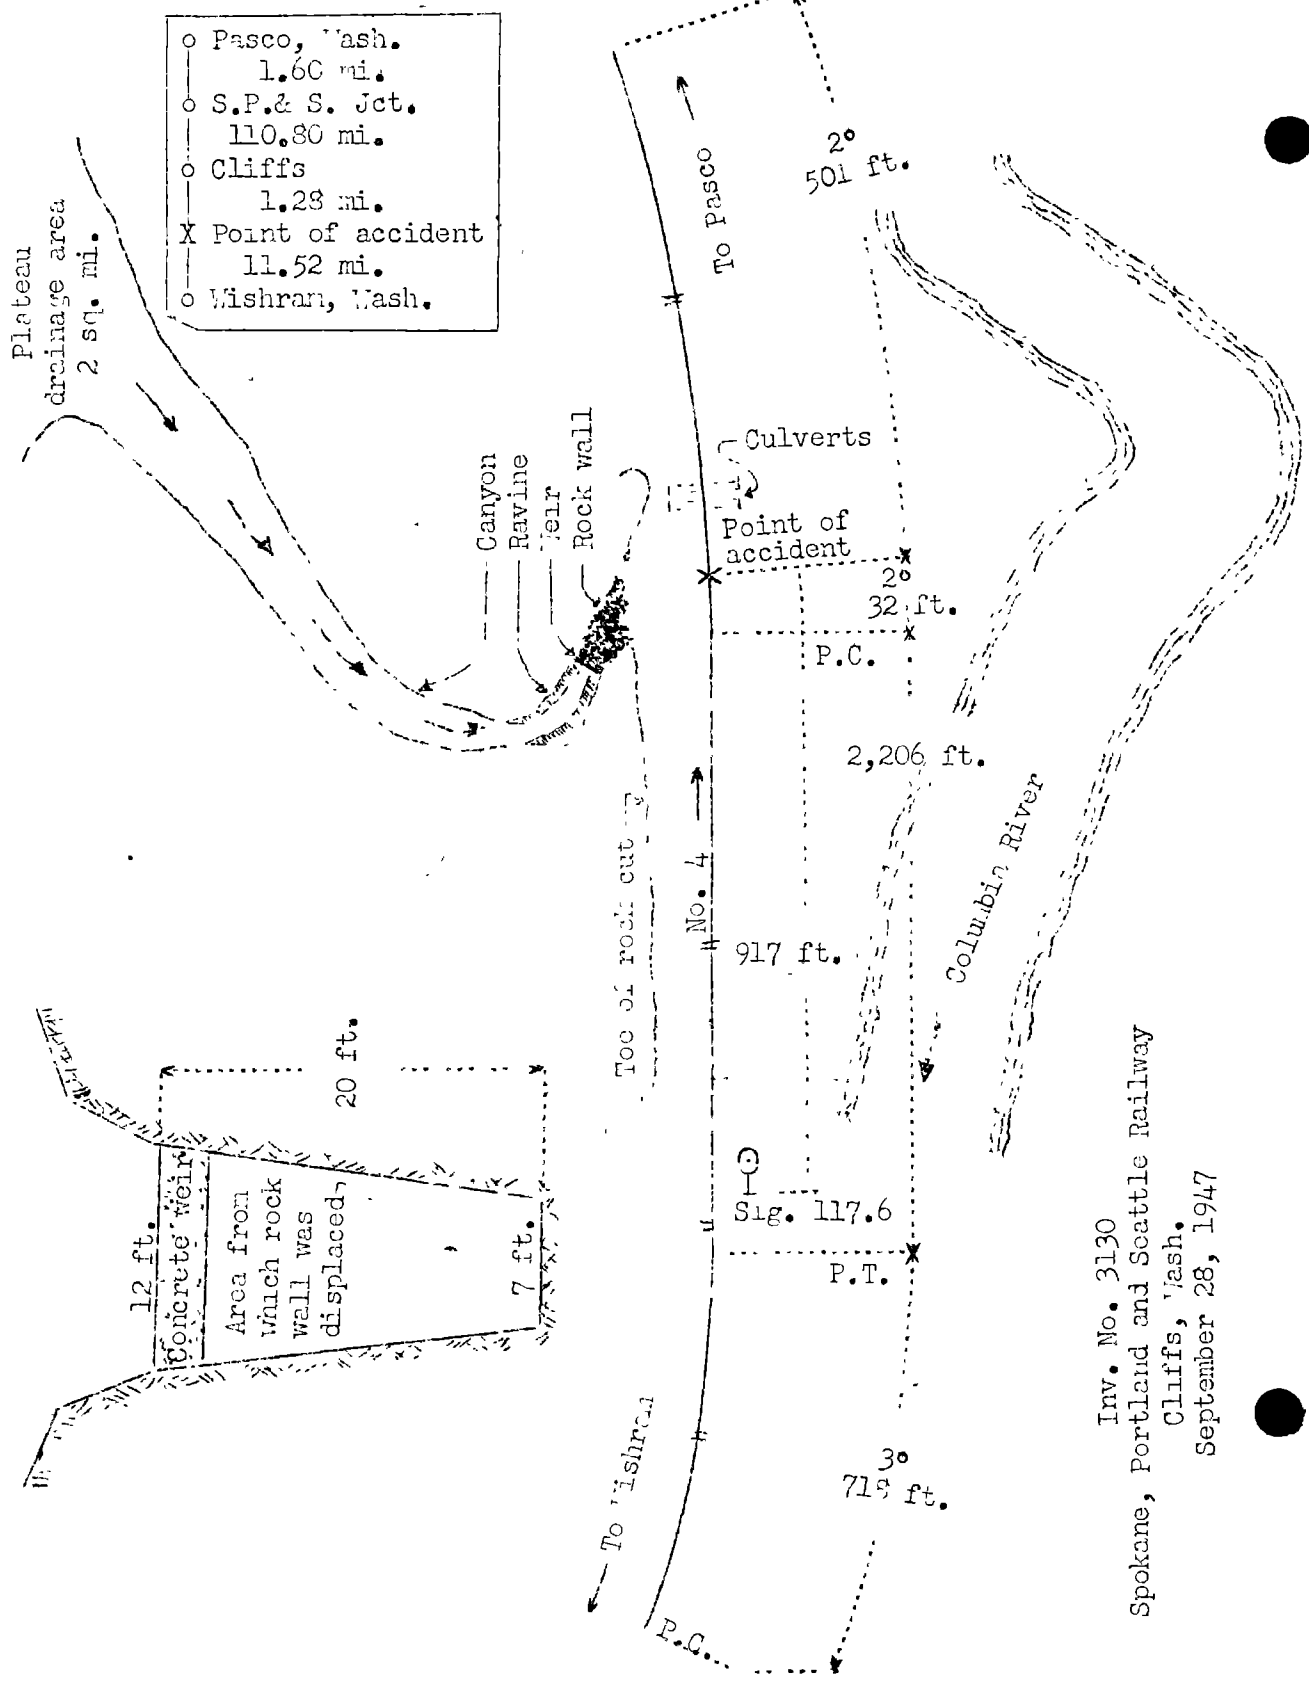 Pasco, Wash.
1.60 mi.
S.P.& S. Jct.
110.80 mi.
Cliffs
1.28 mi.
X Point of accident
11.52 mi.
Wishram, Wash.
Plateau
drainage area
2 sq. mi.
Canyon
Ravine
Weir
Rock wall
To Pasco
2°
501 ft.
Culverts
Point of
accident
2°
32 ft.
P.C.
2,206 ft.
Columbia River
Toe of rock cut
No. 4
917 ft.
Sig. 117.6
P.T.
20 ft.
12 ft.
Concrete weir
Area from
which rock
wall was
displaced
7 ft.
To Wishram
3°
ft.
P.C.
Inv. No. 3130
Spokane, Portland and Seattle Railway
Cliffs, Wash.
September 28, 1947